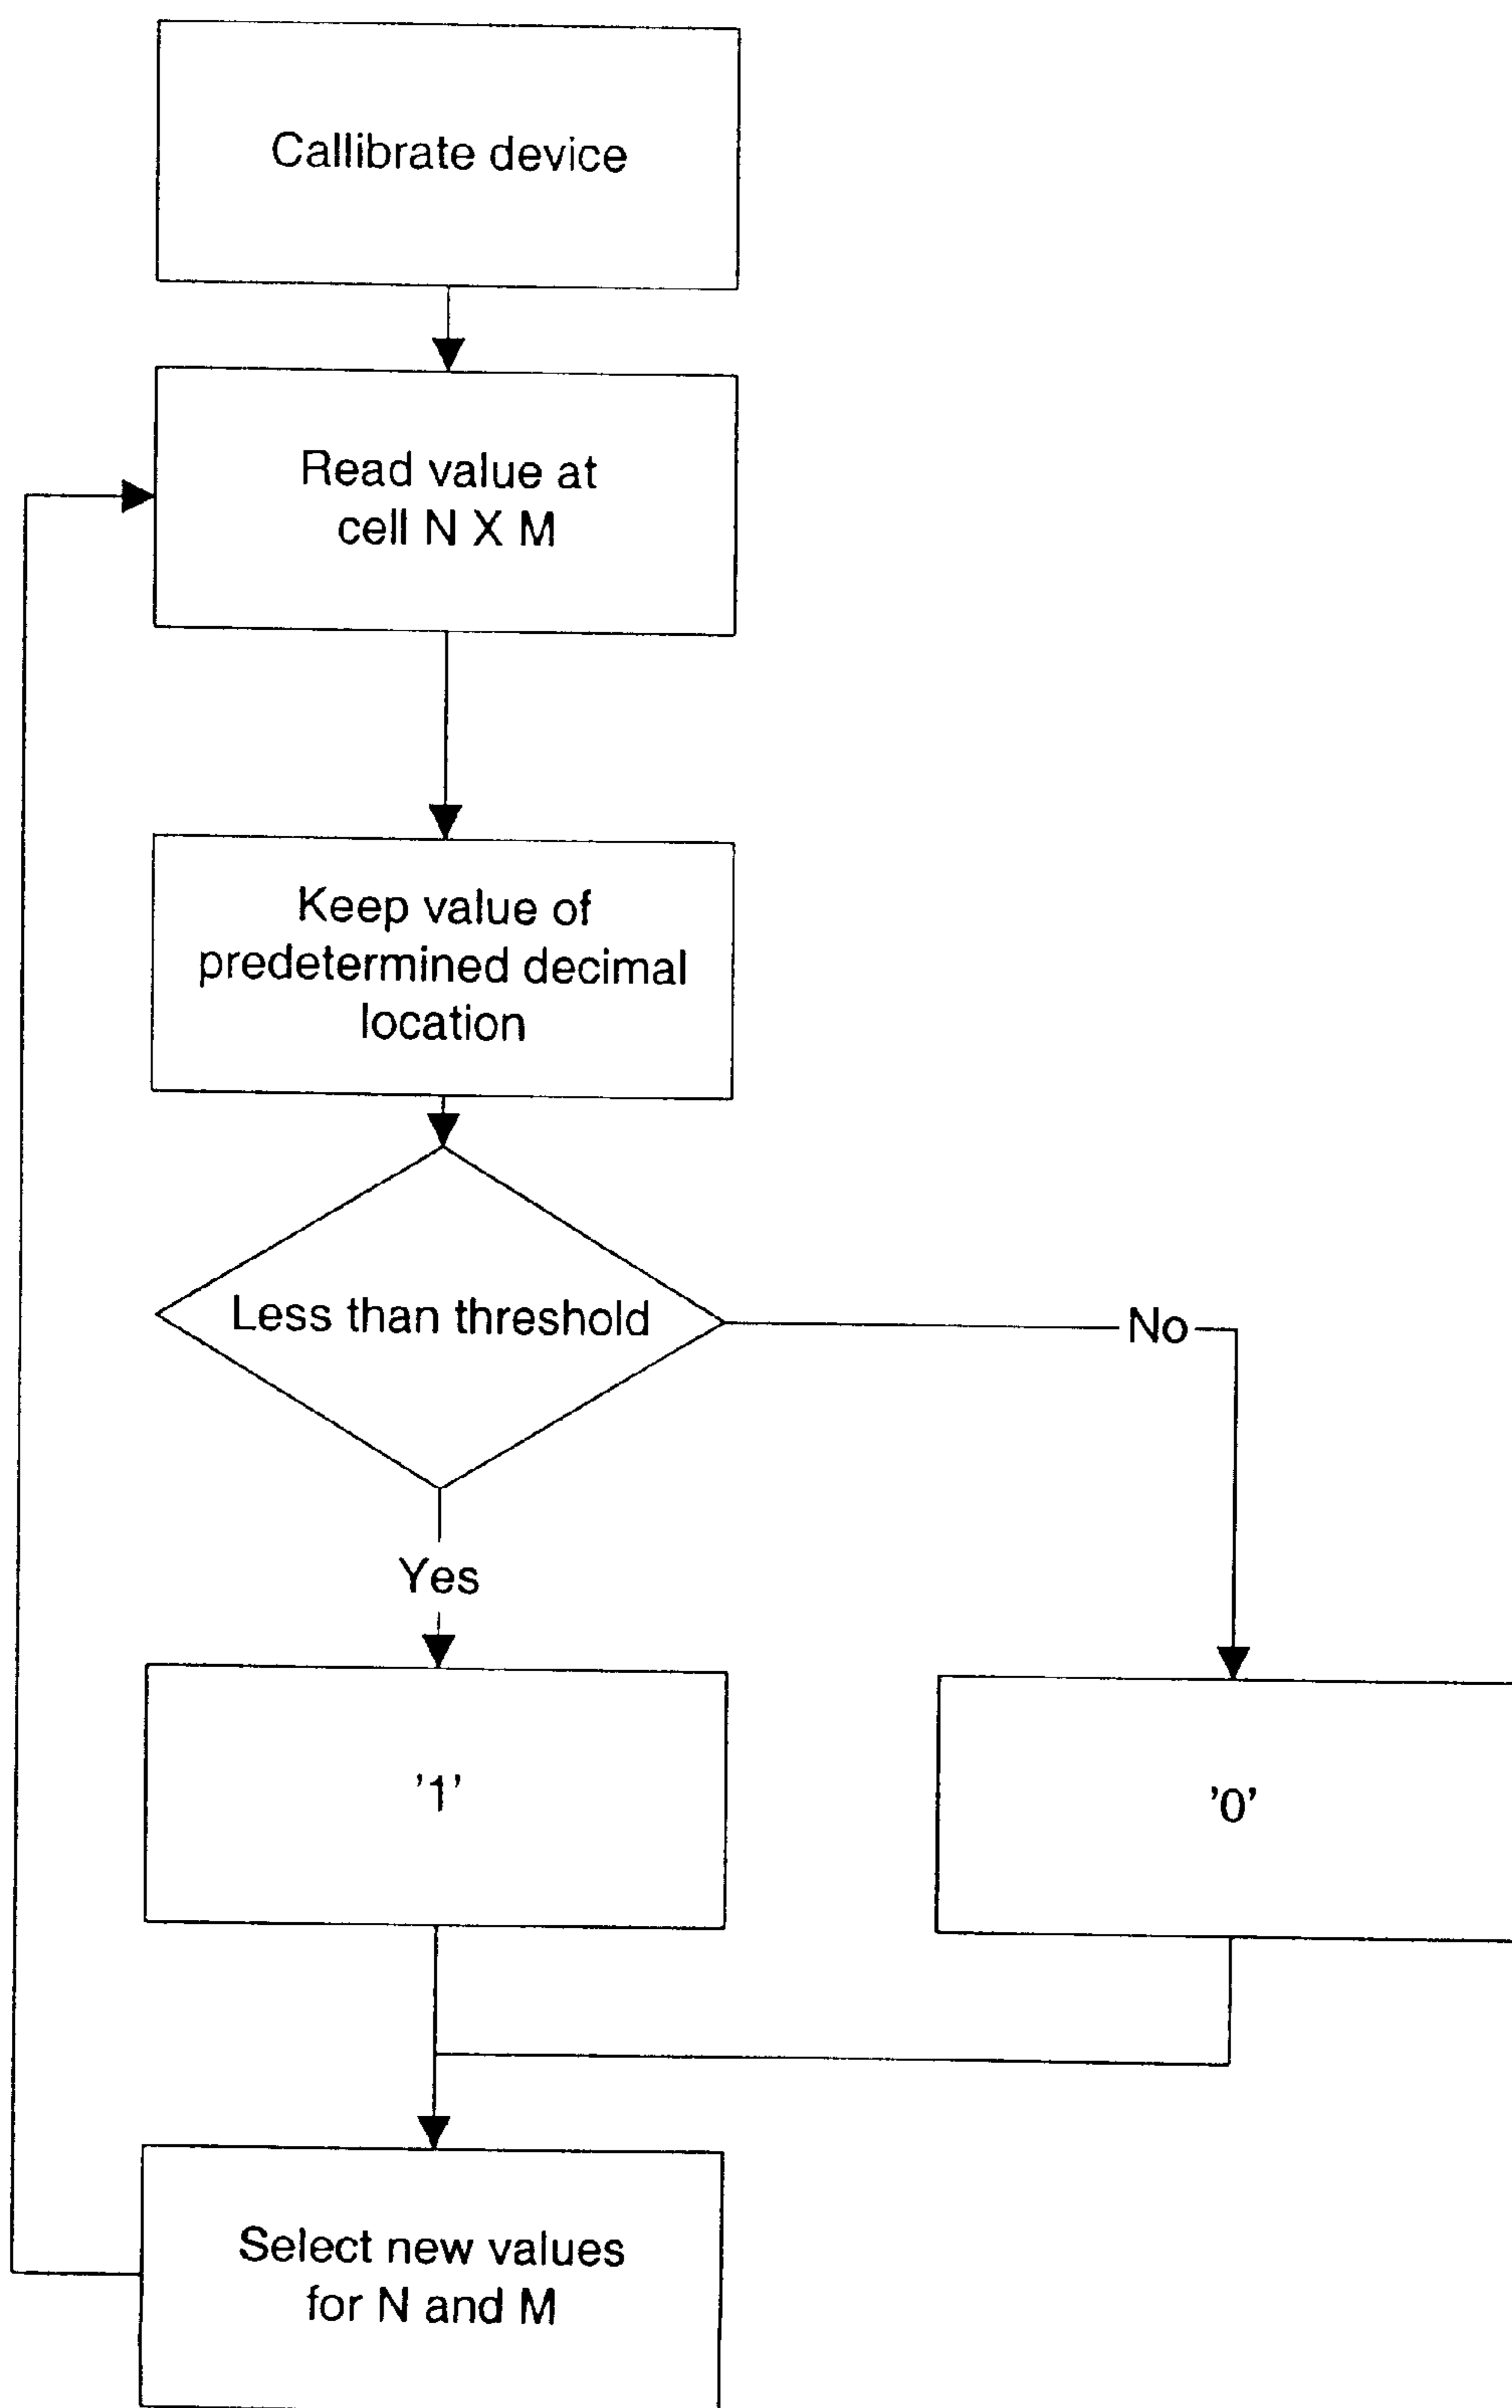 Callibrate device
Read value at
cell N X M
Keep value of
predetermined decimal
location
Less than threshold
No
Yes
'1'
'0'
Select new values
for N and M